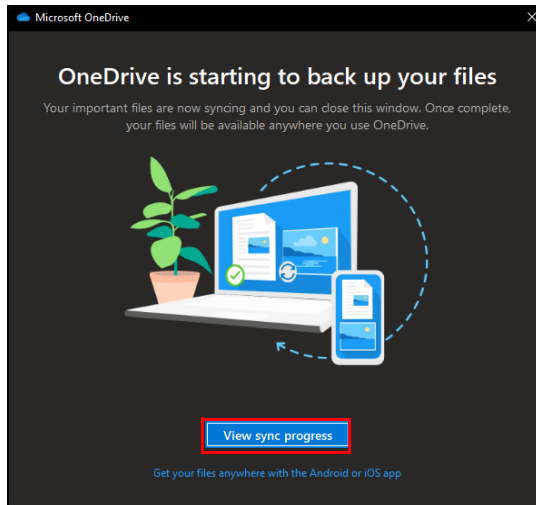 Microsoft OneDrive
OneDrive is starting to back up your files
Your important files are now syncing and you can close this window. Once complete,
your files will be available anywhere you use OneDrive.
View sync progress
Get your files anywhere with the Android or iOS app